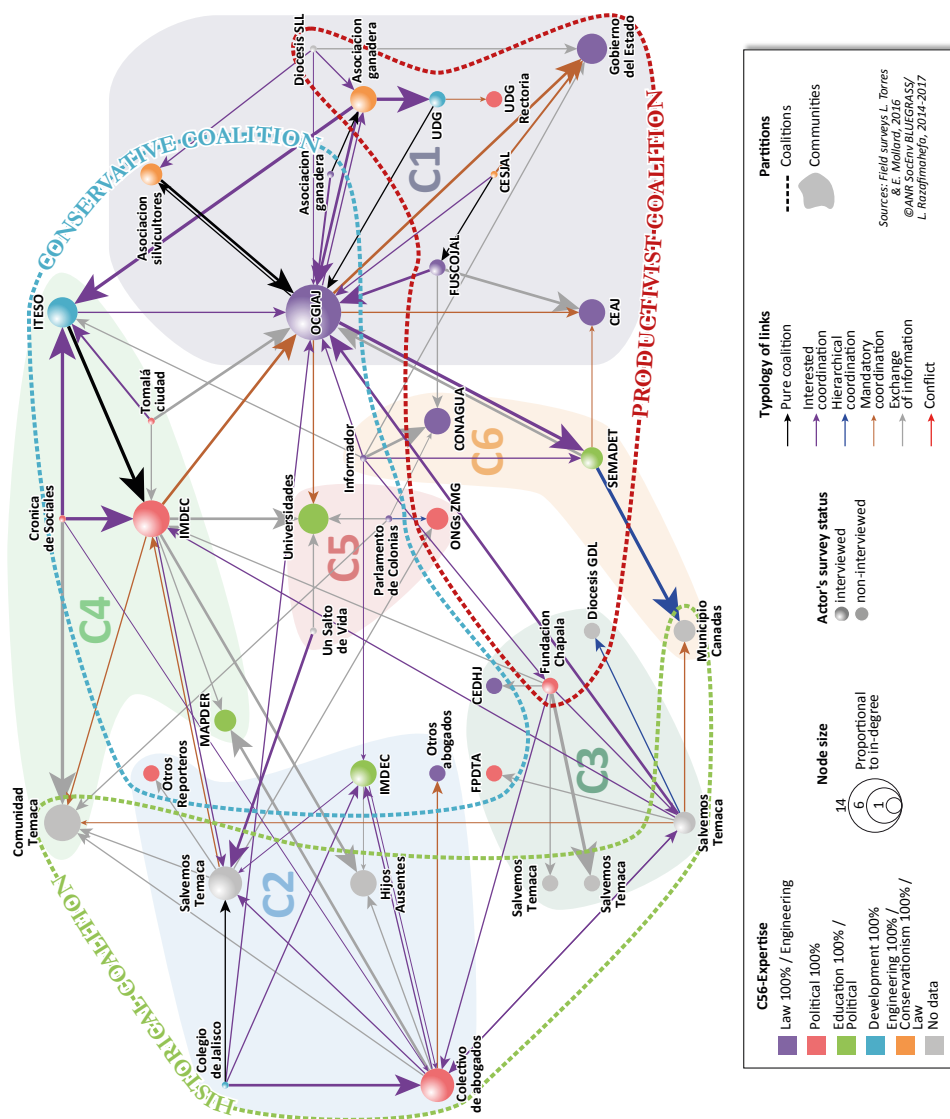 HISTORICAL COALITION
CONSERVATIVE COALITION
PRODUCTIVIST COALITION
C1
C2
C3
C4
C5
C6
Comunidad
Temaca
Cronica
de Sociales
ITESO
Tomalá
ciudad
IMDEC
MAPDER
Asociacion
silvicultores
Diocesis SLL
Asociacion
ganadera
Asociacion
ganadera
UDG
UDG
Rectoria
Gobierno
del Estado
CESJAL
FUSCOJAL
OCGIAJ
CEAJ
CONAGUA
SEMADET
Informador
Universidades
Parlamento
de Colonias
ONGs ZMG
Un Salto
de Vida
Otros
Reporteros
Salvemos
Temaca
Colegio
de Jalisco
Hijos
Ausentes
IMDEC
Otros
abogados
Colectivo
de abogados
CEDHJ
Fundacion
Chapala
Diocesis GDL
Municipio
Canadas
FPDTA
Salvemos
Temaca
Salvemos
Temaca
Salvemos
Temaca
C56-Expertise
Law 100% / Engineering
Political 100%
Education 100% /
Political
Development 100%
Engineering 100% /
Conservationism 100% /
Law
No data
Node size
14
6
1
Proportional
to in-degree
Actor's survey status
interviewed
non-interviewed
Typology of links
Pure coalition
Interested
coordination
Hierarchical
coordination
Mandatory
coordination
Exchange
of information
Conflict
Partitions
Coalitions
Communities
Sources: Field surveys L. Torres
& E. Mollard, 2016
©ANR SocEnv BLUEGRASS/
L. Razafimahefa, 2014-2017